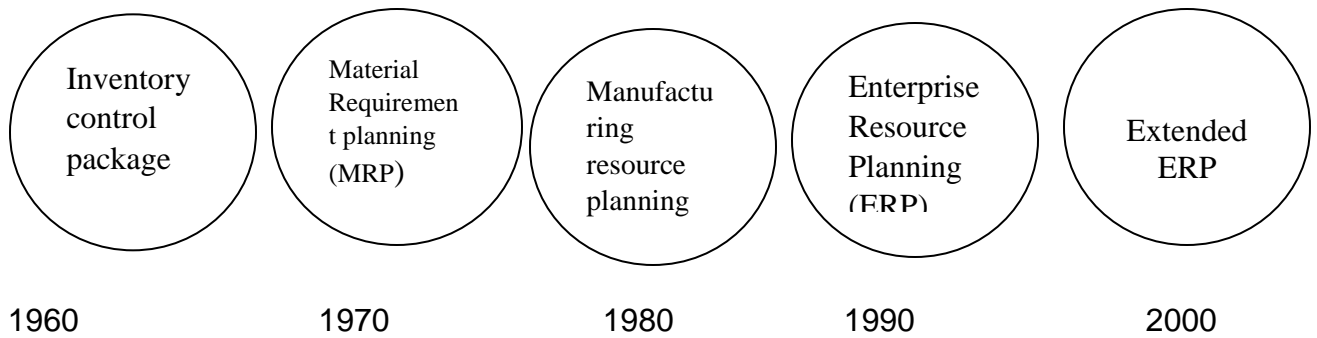 Inventory
control
package
Material
Requiremen
t planning
(MRP)
Manufactu
ring
resource
planning
Enterprise
Resource
Planning
(ERP)
Extended
ERP
1960
1970
1980
1990
2000